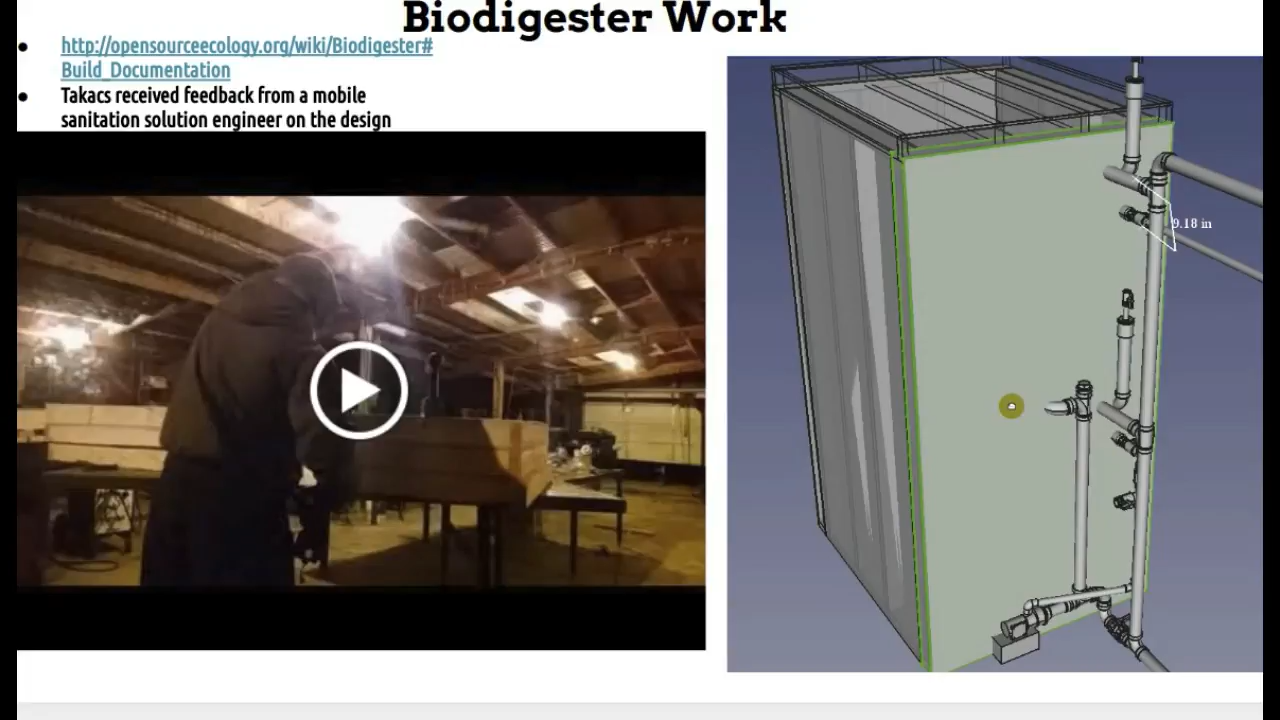 Biodigester Work
http://opensourceecology.org/wiki/Biodigester#
Build_Documentation
Takacs received feedback from a mobile
sanitation solution engineer on the design
9.18 in